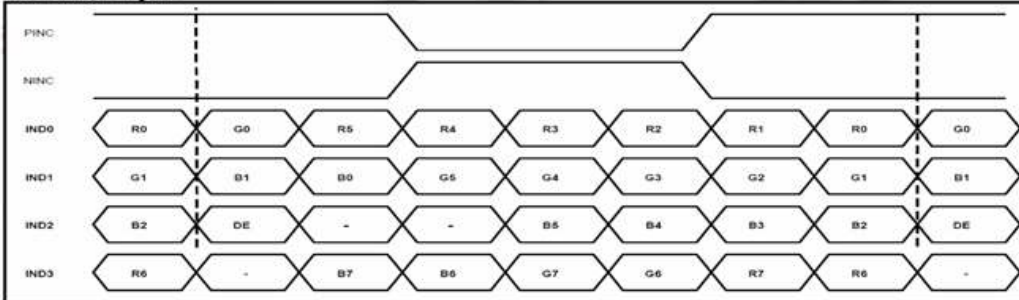 PINC
NINC
IND0 R0 G0 R5 R4 R3 R2 R1 R0 G0
IND1 G1 B1 B0 G5 G4 G3 G2 G1 B1
IND2 B2 DE - - B5 B4 B3 B2 DE
IND3 R6 - B7 B6 G7 G6 R7 R6 -